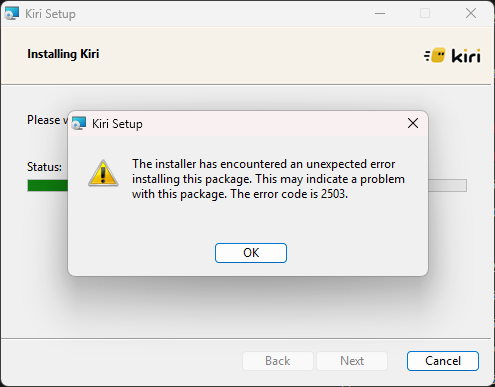 Kiri Setup
Installing Kiri
kiri
Please
Kiri Setup
Status:
The installer has encountered an unexpected error
installing this package. This may indicate a problem
with this package. The error code is 2503.
OK
Back
Next
Cancel